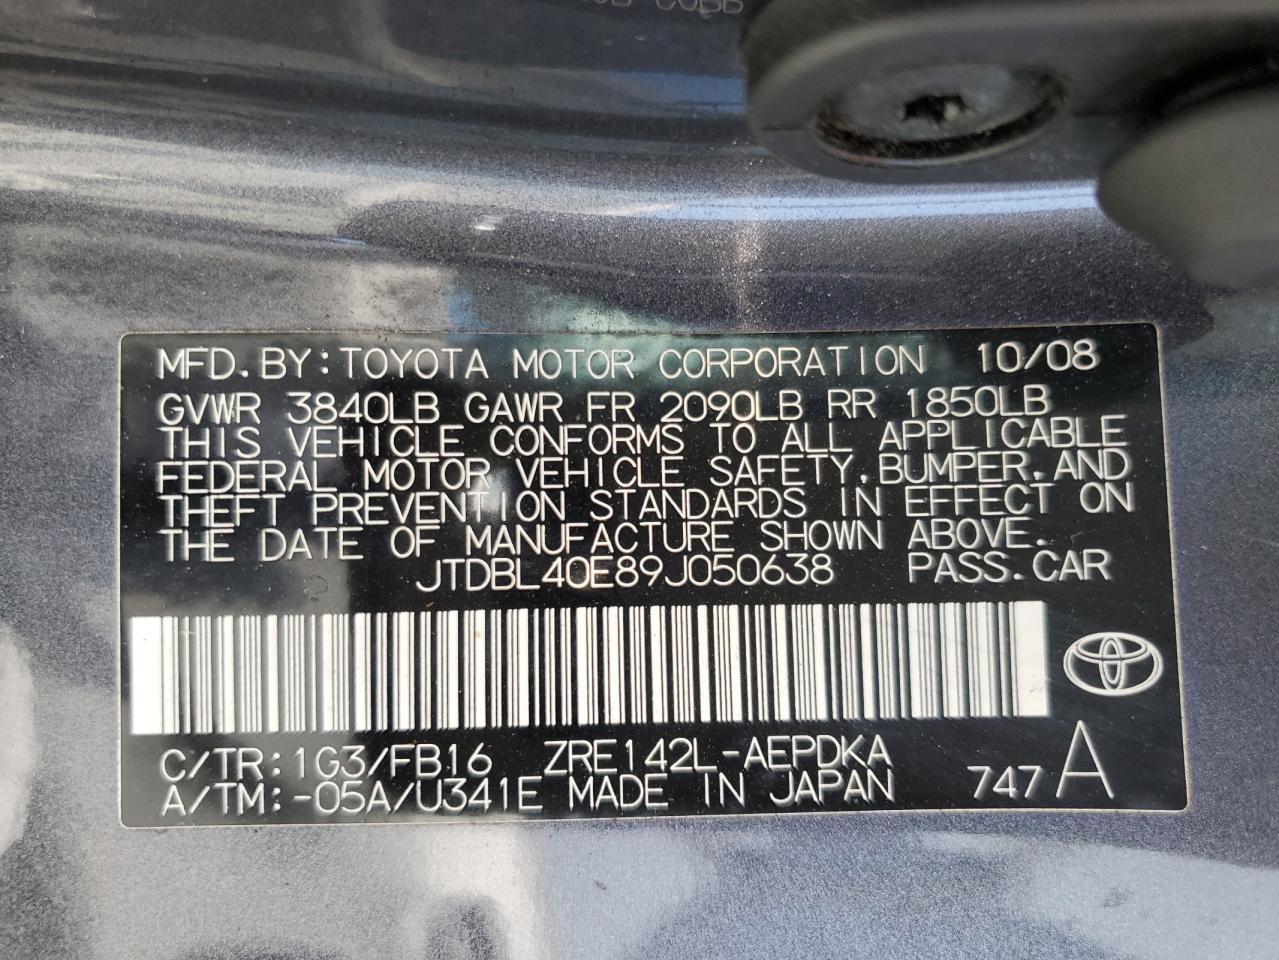 MFD.BY:TOYOTA MOTOR CORPORATION 10/08
GVWR 3840LB GAWR FR 2090LB RR 1850LB
THIS VEHICLE CONFORMS TO ALL APPLICABLE
FEDERAL MOTOR VEHICLE SAFETY,BUMPER,AND
THEFT PREVENTION STANDARDS IN EFFECT ON
THE DATE OF MANUFACTURE SHOWN ABOVE.
JTDBL40E89J050638 PASS.CAR
C/TR:1G3/FB16 ZRE142L-AEPDKA
A/TM:-05A/U341E MADE IN JAPAN 747 A